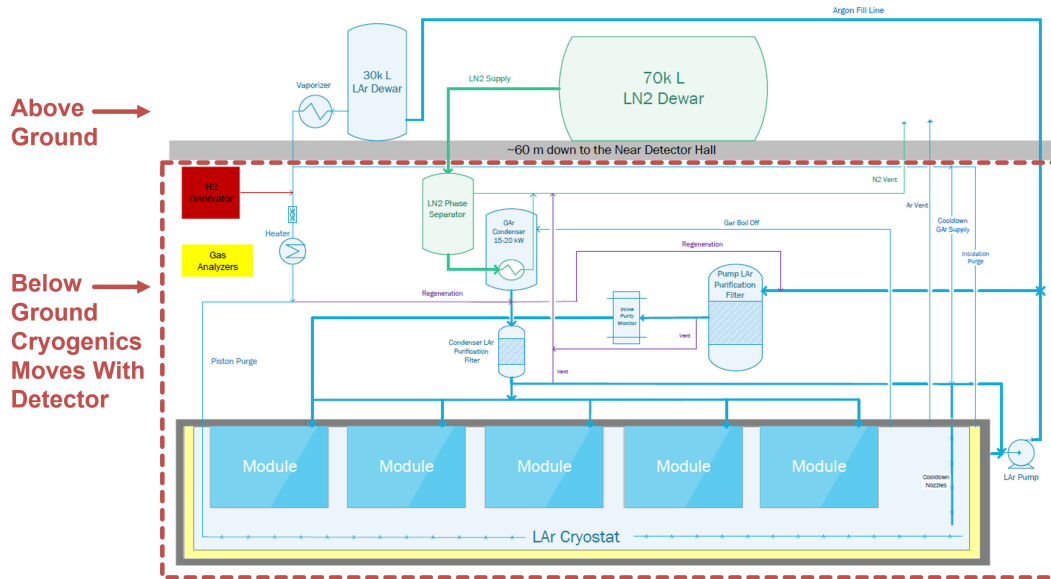 Argon Fill Line
30k L
LAr Dewar
Vaporizer
LN2 Supply
70k L
LN2 Dewar
Above
Ground
~60 m down to the Near Detector Hall
H2
Generator
LN2 Phase
Separator
N2 Vent
Ar Vent
GAr
Condenser
15-20 kW
Gar Boil Off
Cooldown
GAr Supply
Heater
Gas
Analyzers
Regeneration
Insulation
Purge
Pump LAr
Purification
Filter
Below
Ground
Cryogenics
Moves With
Detector
Regeneration
Inline
Purity
Monitor
Condenser LAr
Purification
Filter
Vent
Piston Purge
Vent
Module
Module
Module
Module
Module
Cooldown
Nozzles
LAr Pump
LAr Cryostat